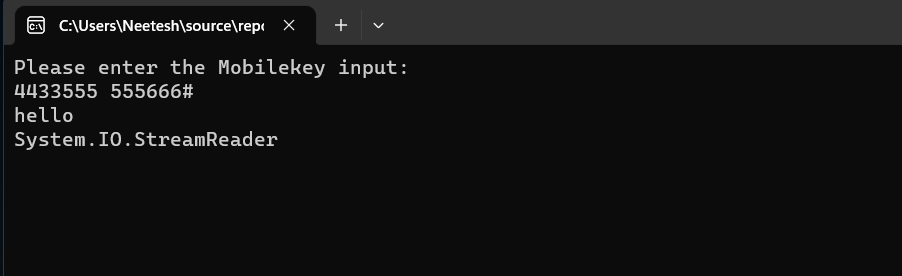 C:\Users\Neetesh\source\repo
Please enter the Mobilekey input:
4433555 555666#
hello
System.IO.StreamReader